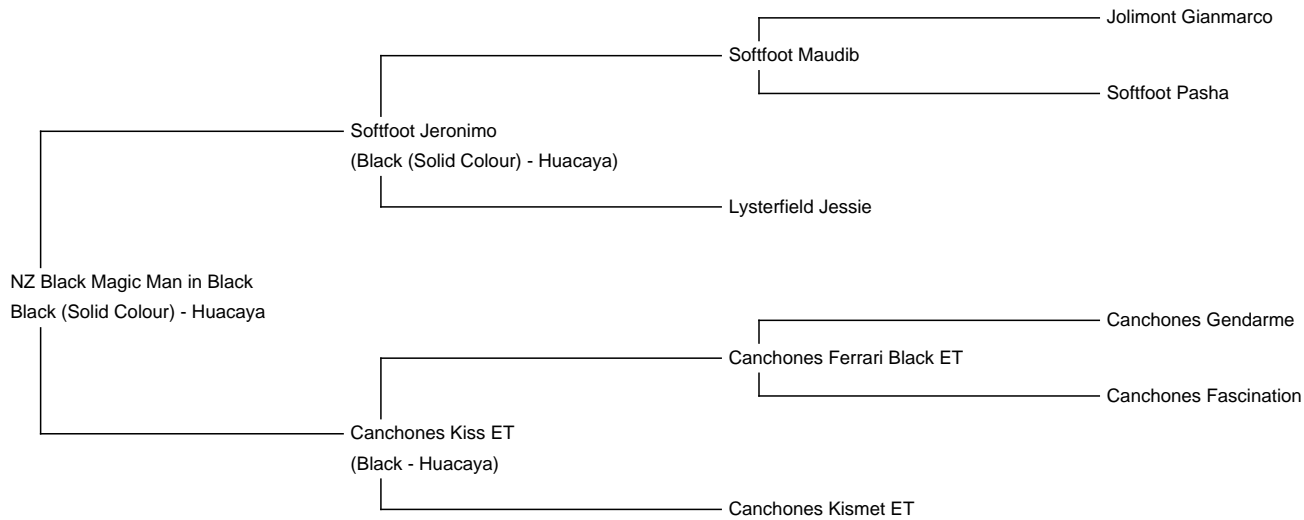 Jolimont Gianmarco
Softfoot Maudib
Softfoot Pasha
Softfoot Jeronimo
(Black (Solid Colour) - Huacaya)
Lysterfield Jessie
NZ Black Magic Man in Black
Black (Solid Colour) - Huacaya
Canchones Gendarme
Canchones Ferrari Black ET
Canchones Fascination
Canchones Kiss ET
(Black - Huacaya)
Canchones Kismet ET